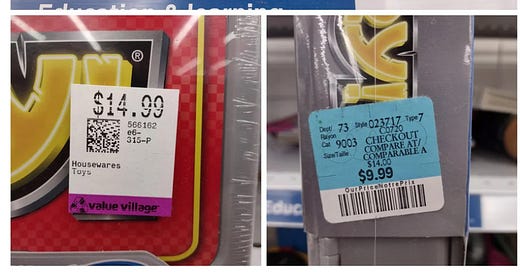 Education & learning
$14.99
566162
e6-
315-P
Housewares
Toys
value village
®
Dept/ 73 Style 023717 Type 7
Rayon C0720
Cat 9003 CHECKOUT
Size/Taille COMPARE AT/
COMPARABLE A
$14.00
$9.99
OurPriceNotrePrix
Educ